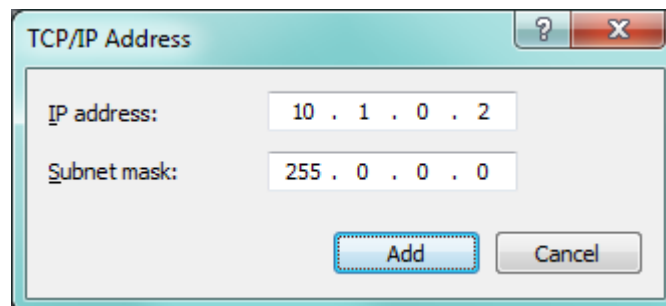 TCP/IP Address
IP address: 10 . 1 . 0 . 2
Subnet mask: 255 . 0 . 0 . 0
Add Cancel